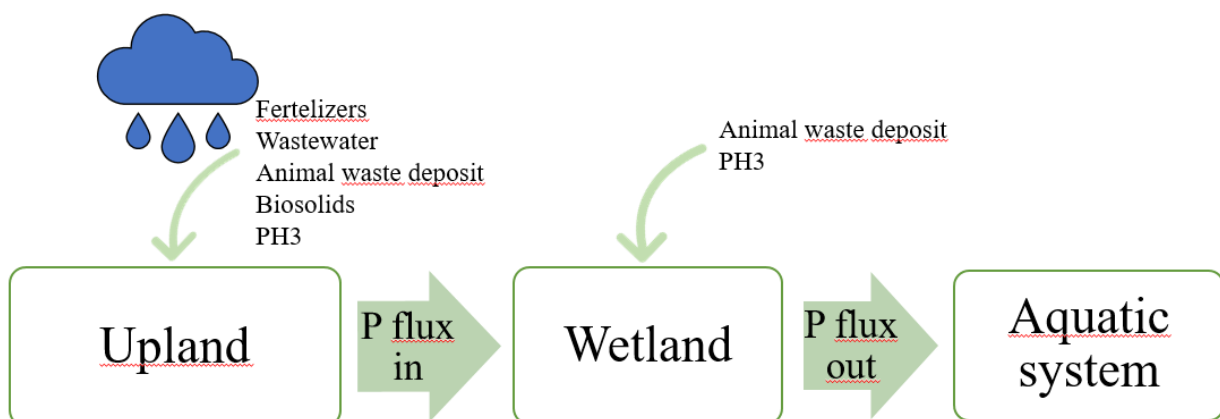 Fertelizers
Wastewater
Animal waste deposit
Biosolids
PH3
Animal waste deposit
PH3
Upland
P flux
in
Wetland
P flux
out
Aquatic
system